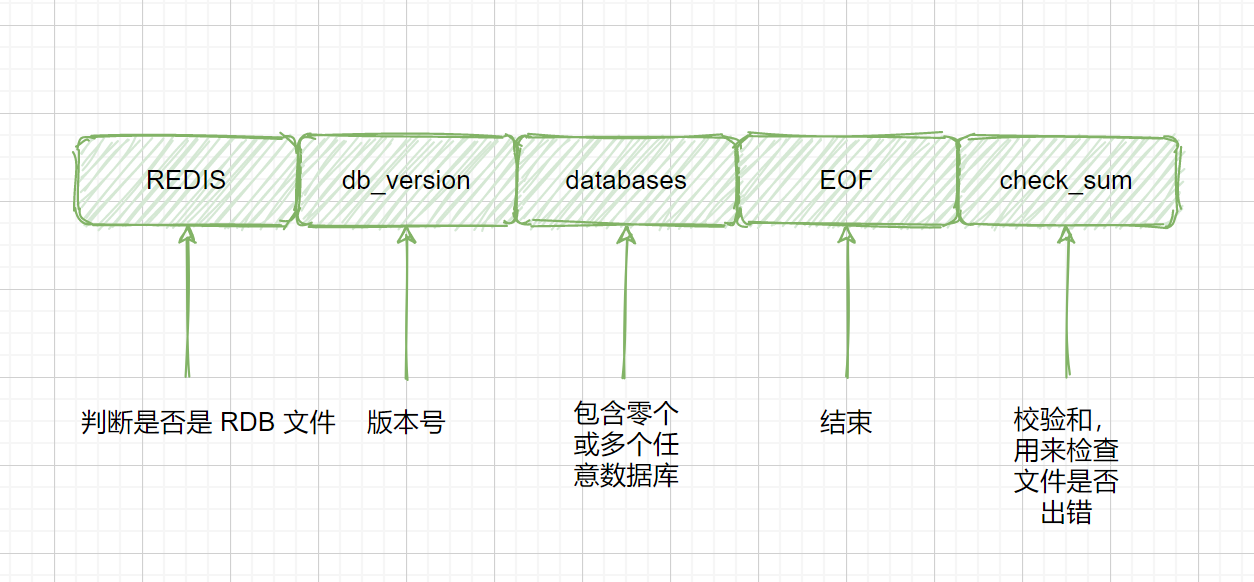 REDIS
db_version
databases
EOF
check_sum
判断是否是 RDB 文件
版本号
包含零个
或多个任
意数据库
结束
校验和，
用来检查
文件是否
出错